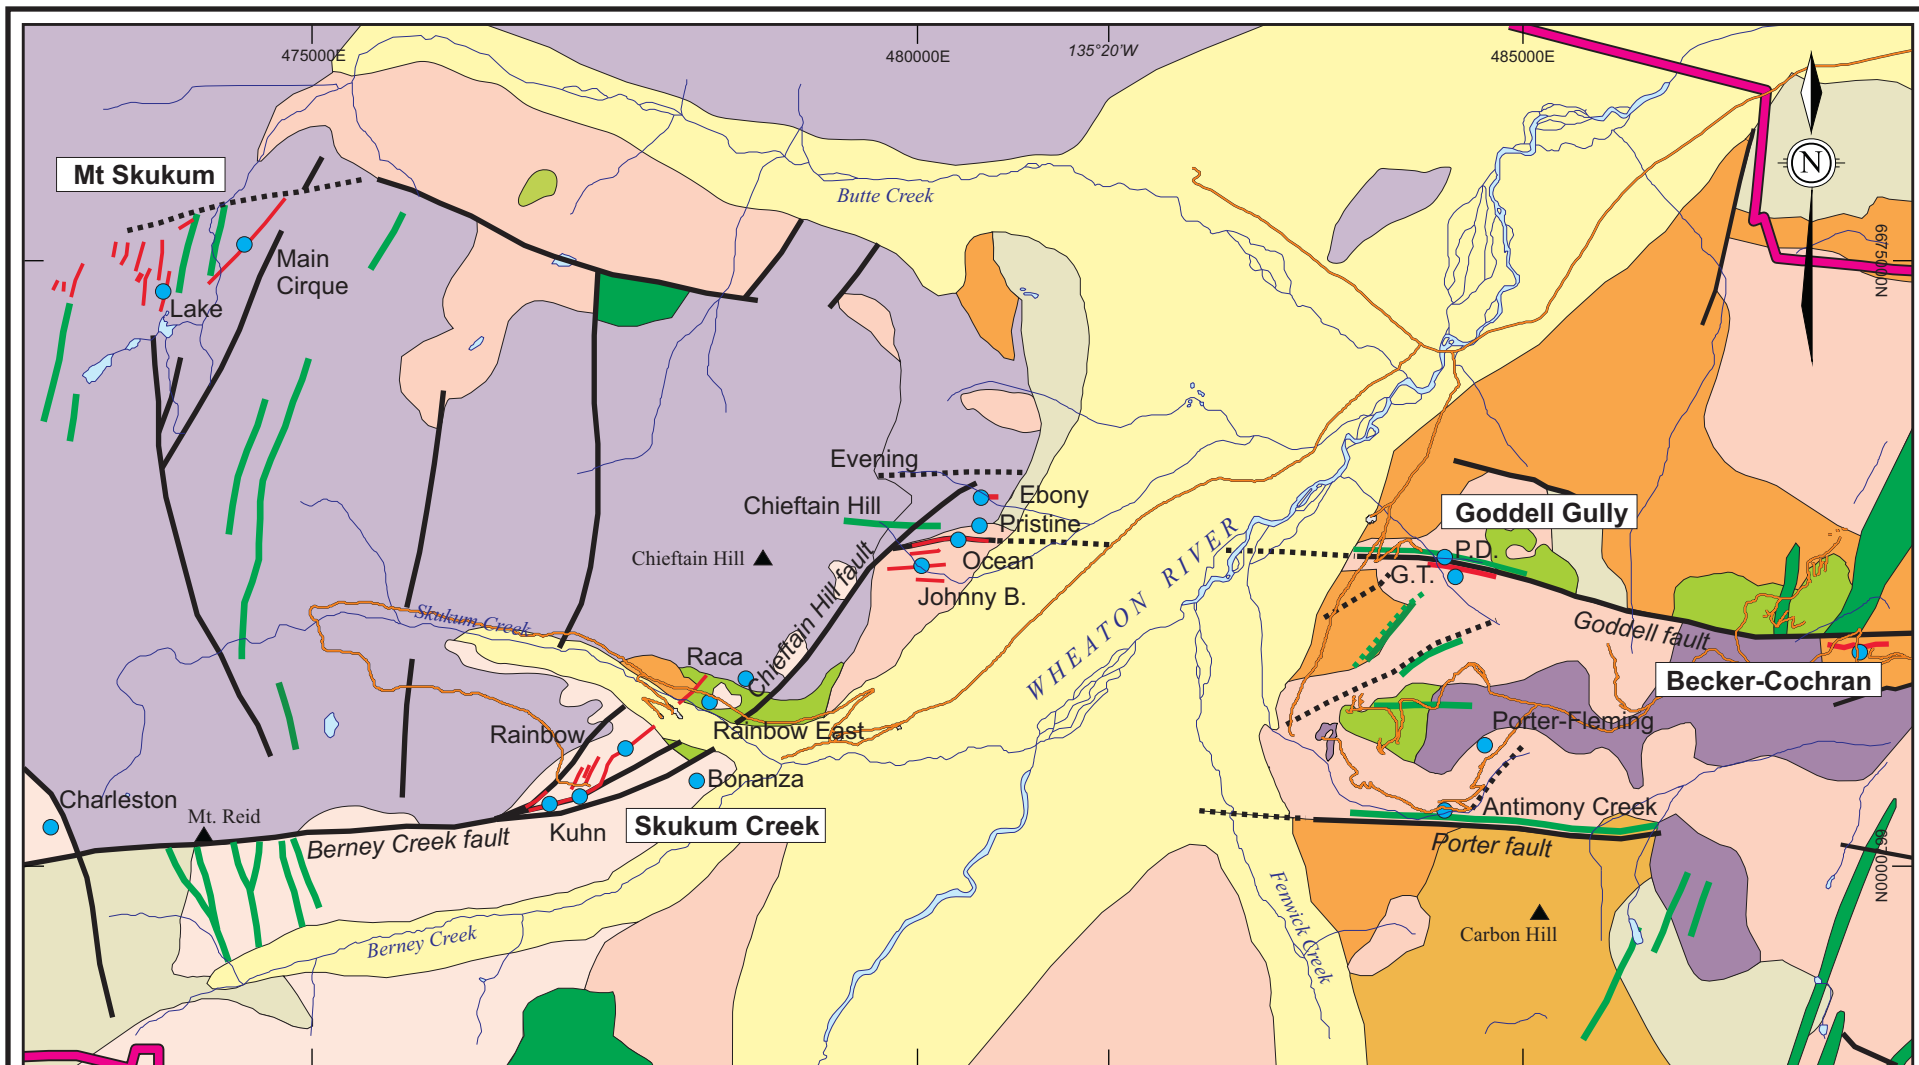 475000E
480000E
135°20'W
485000E
N
Mt Skukum
Butte Creek
Main
Cirque
6675000N
Lake
Evening
Ebony
Chieftain Hill
Pristine
Goddell Gully
Chieftain Hill
Ocean
P.D.
G.T.
Johnny B.
Chieftain Hill fault
WHEATON RIVER
Skukum Creek
Goddell fault
Raca
Becker-Cochran
Rainbow
Rainbow East
Porter-Fleming
Bonanza
Charleston
Mt. Reid
Antimony Creek
Kuhn
Skukum Creek
Berney Creek fault
Porter fault
6670000N
Fenwick Creek
Carbon Hill
Berney Creek